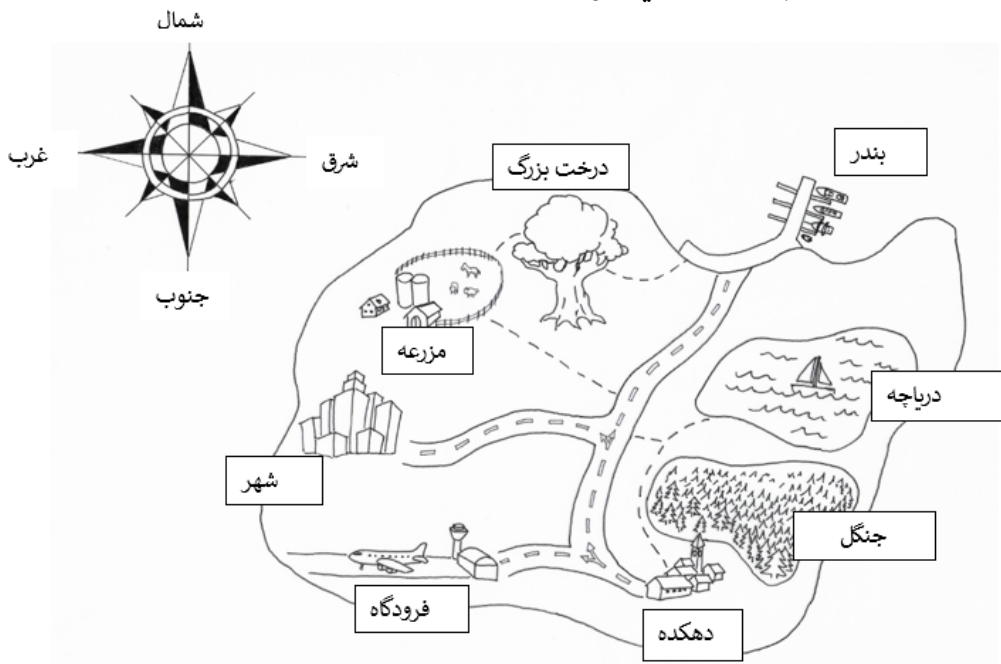 شمال
بندر
شرق
غرب
درخت بزرگ
جنوب
مزرعه
دریاچه
شهر
جنگل
فرودگاه
دهکده